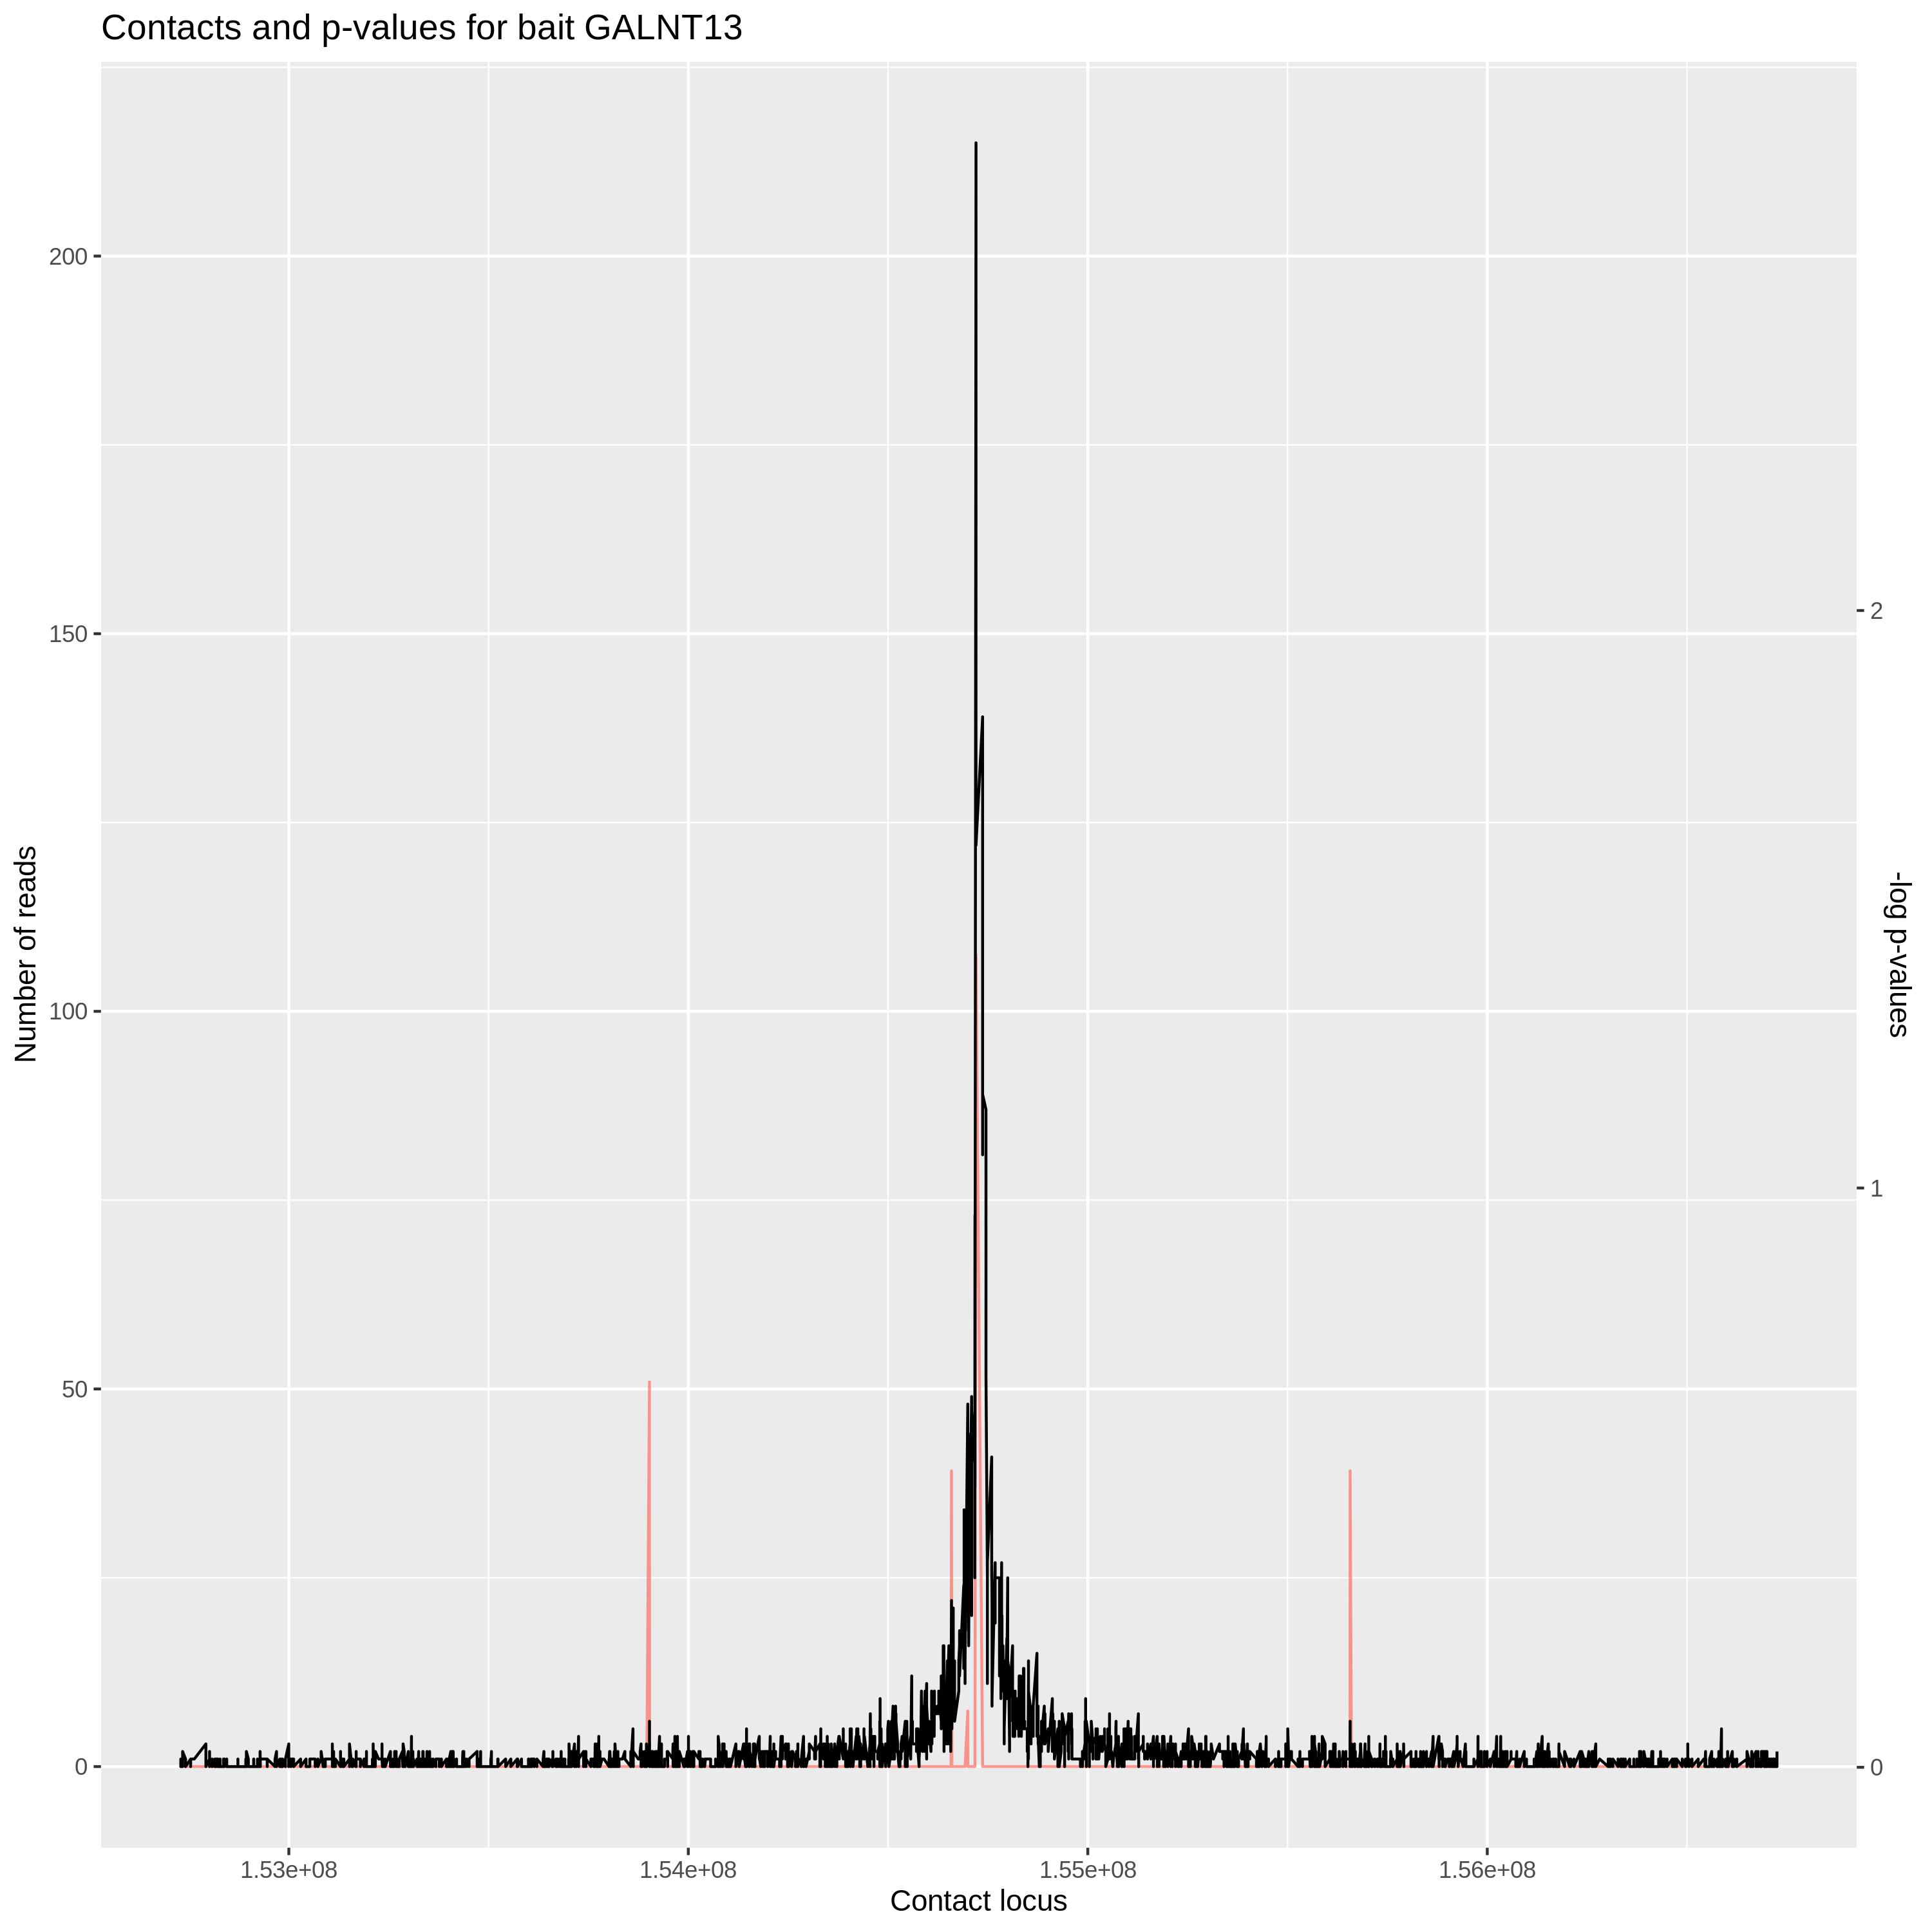 Contacts and p-values for bait GALNT13
200
150
100
50
0
Number of reads
2
1
0
-log p-values
1.53e+08
1.54e+08
1.55e+08
1.56e+08
Contact locus